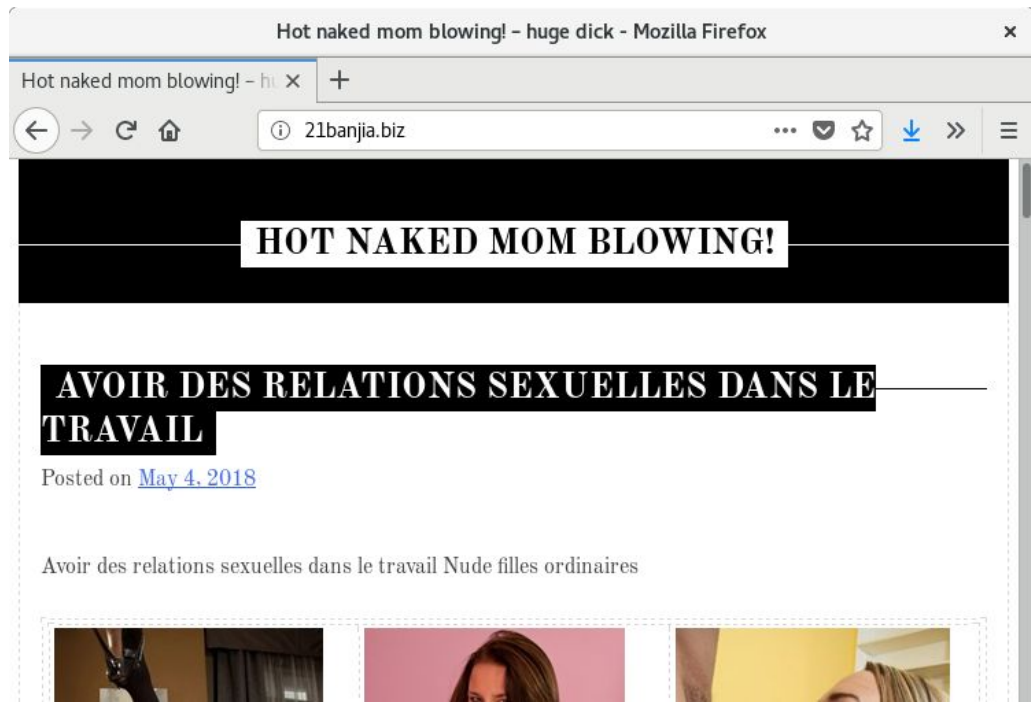 Hot naked mom blowing! – huge dick - Mozilla Firefox
Hot naked mom blowing! – hu
21banjia.biz
HOT NAKED MOM BLOWING!
AVOIR DES RELATIONS SEXUELLES DANS LE
TRAVAIL
Posted on May 4, 2018
Avoir des relations sexuelles dans le travail Nude filles ordinaires